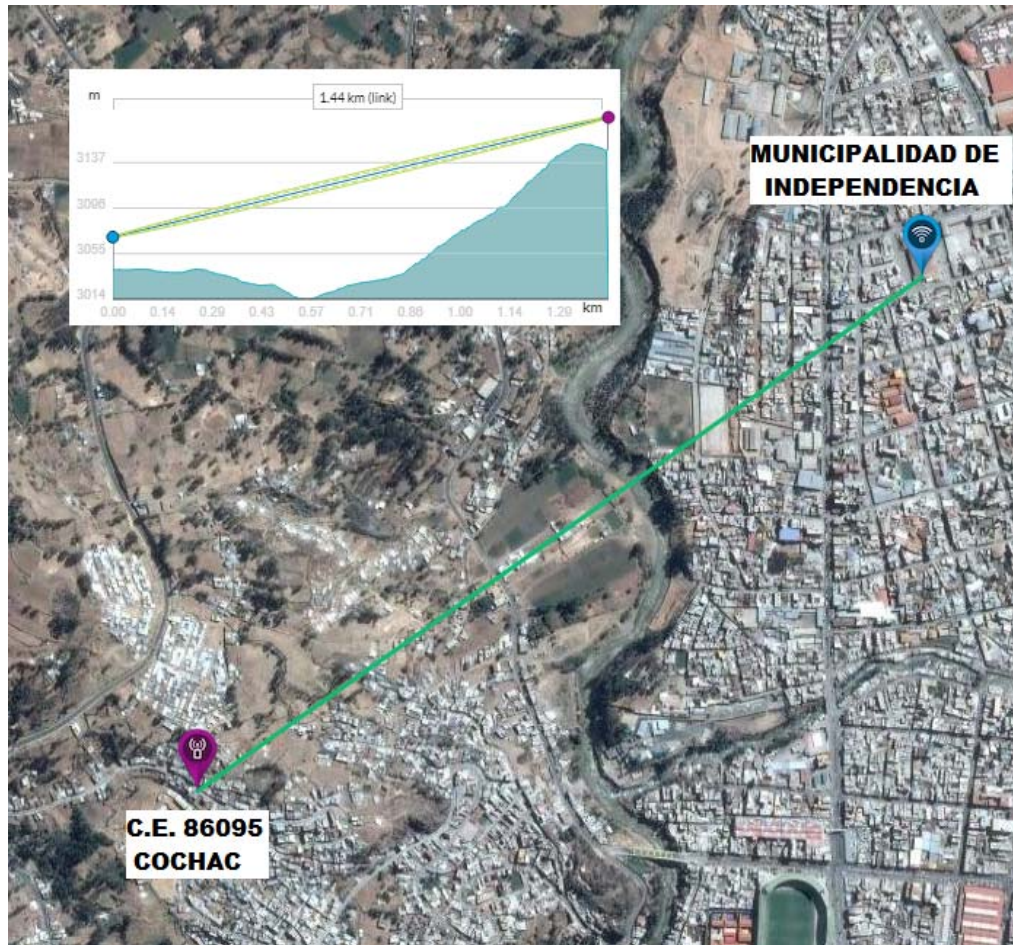 m
1.44 km (link)
3137
3096
3055
3014
0.00 0.14 0.29 0.43 0.57 0.71 0.86 1.00 1.14 1.29 km
MUNICIPALIDAD DE
INDEPENDENCIA
C.E. 86095
COCHAC